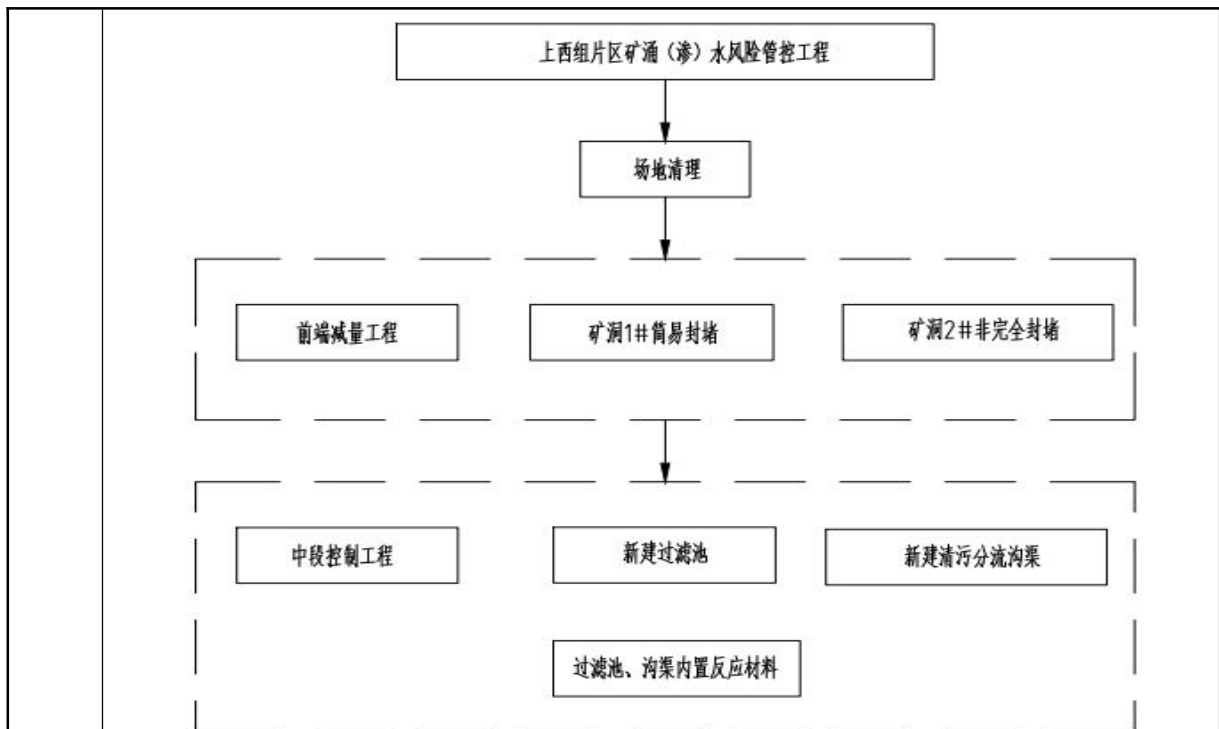 上西组片区矿涌（渗）水风险管控工程
场地清理
前端减量工程
矿洞1#简易封堵
矿洞2#非完全封堵
中段控制工程
新建过滤池
新建清污分流沟渠
过滤池、沟渠内置反应材料